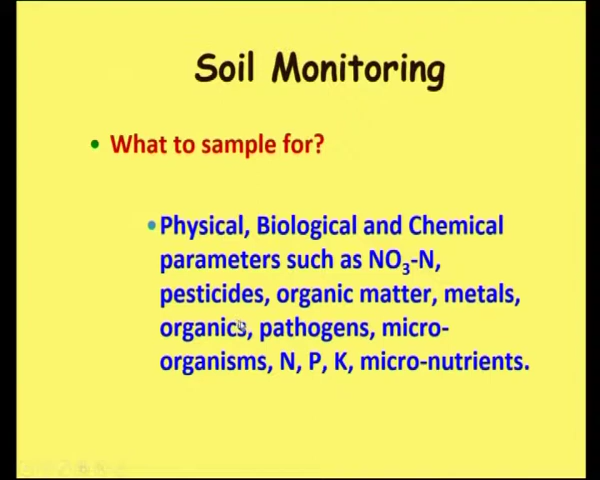 Soil Monitoring
• What to sample for?
• Physical, Biological and Chemical
parameters such as NO₃-N,
pesticides, organic matter, metals,
organics, pathogens, micro-
organisms, N, P, K, micro-nutrients.